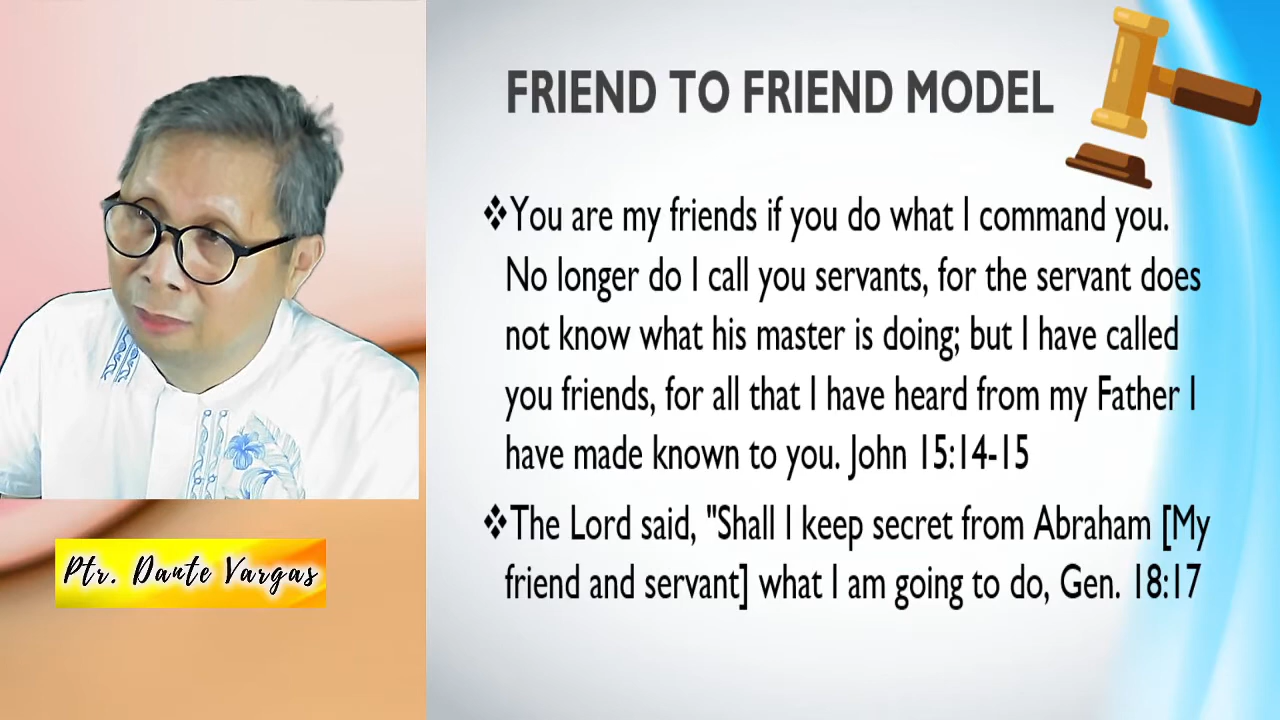 FRIEND TO FRIEND MODEL
❖You are my friends if you do what I command you.
No longer do I call you servants, for the servant does
not know what his master is doing; but I have called
you friends, for all that I have heard from my Father I
have made known to you. John 15:14-15
❖The Lord said, "Shall I keep secret from Abraham [My
friend and servant] what I am going to do, Gen. 18:17
Ptr. Dante Vargas